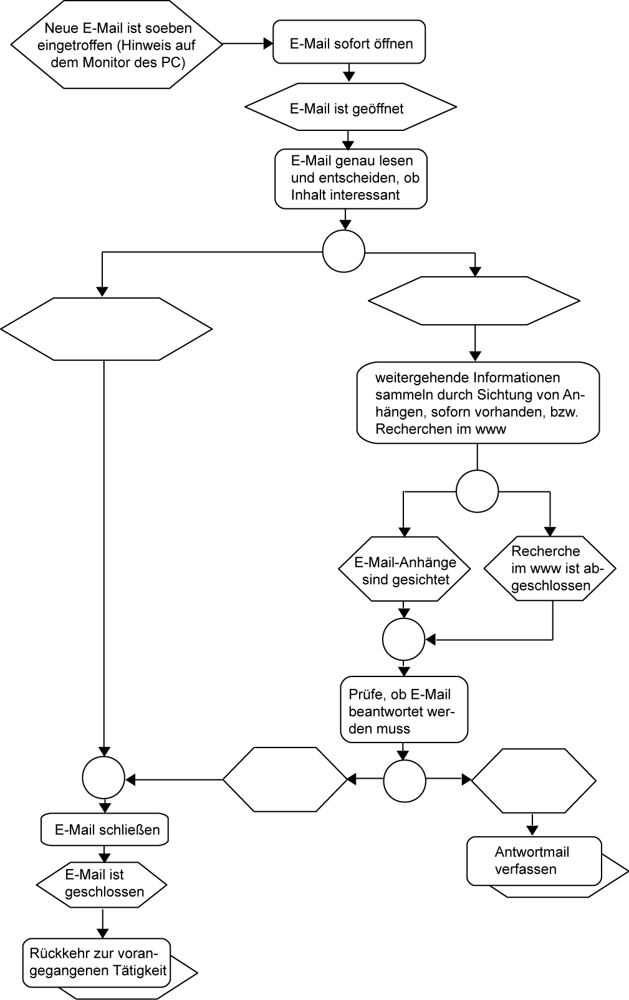 Neue E-Mail ist soeben
eingetroffen (Hinweis auf
dem Monitor des PC)
E-Mail sofort öffnen
E-Mail ist geöffnet
E-Mail genau lesen
und entscheiden, ob
Inhalt interessant
weitergehende Informationen
sammeln durch Sichtung von An-
hängen, soforn vorhanden, bzw.
Recherchen im www
E-Mail-Anhänge
sind gesichtet
Recherche
im www ist ab-
geschlossen
Prüfe, ob E-Mail
beantwortet wer-
den muss
E-Mail schließen
Antwortmail
verfassen
E-Mail ist
geschlossen
Rückkehr zur voran-
gegangenen Tätigkeit